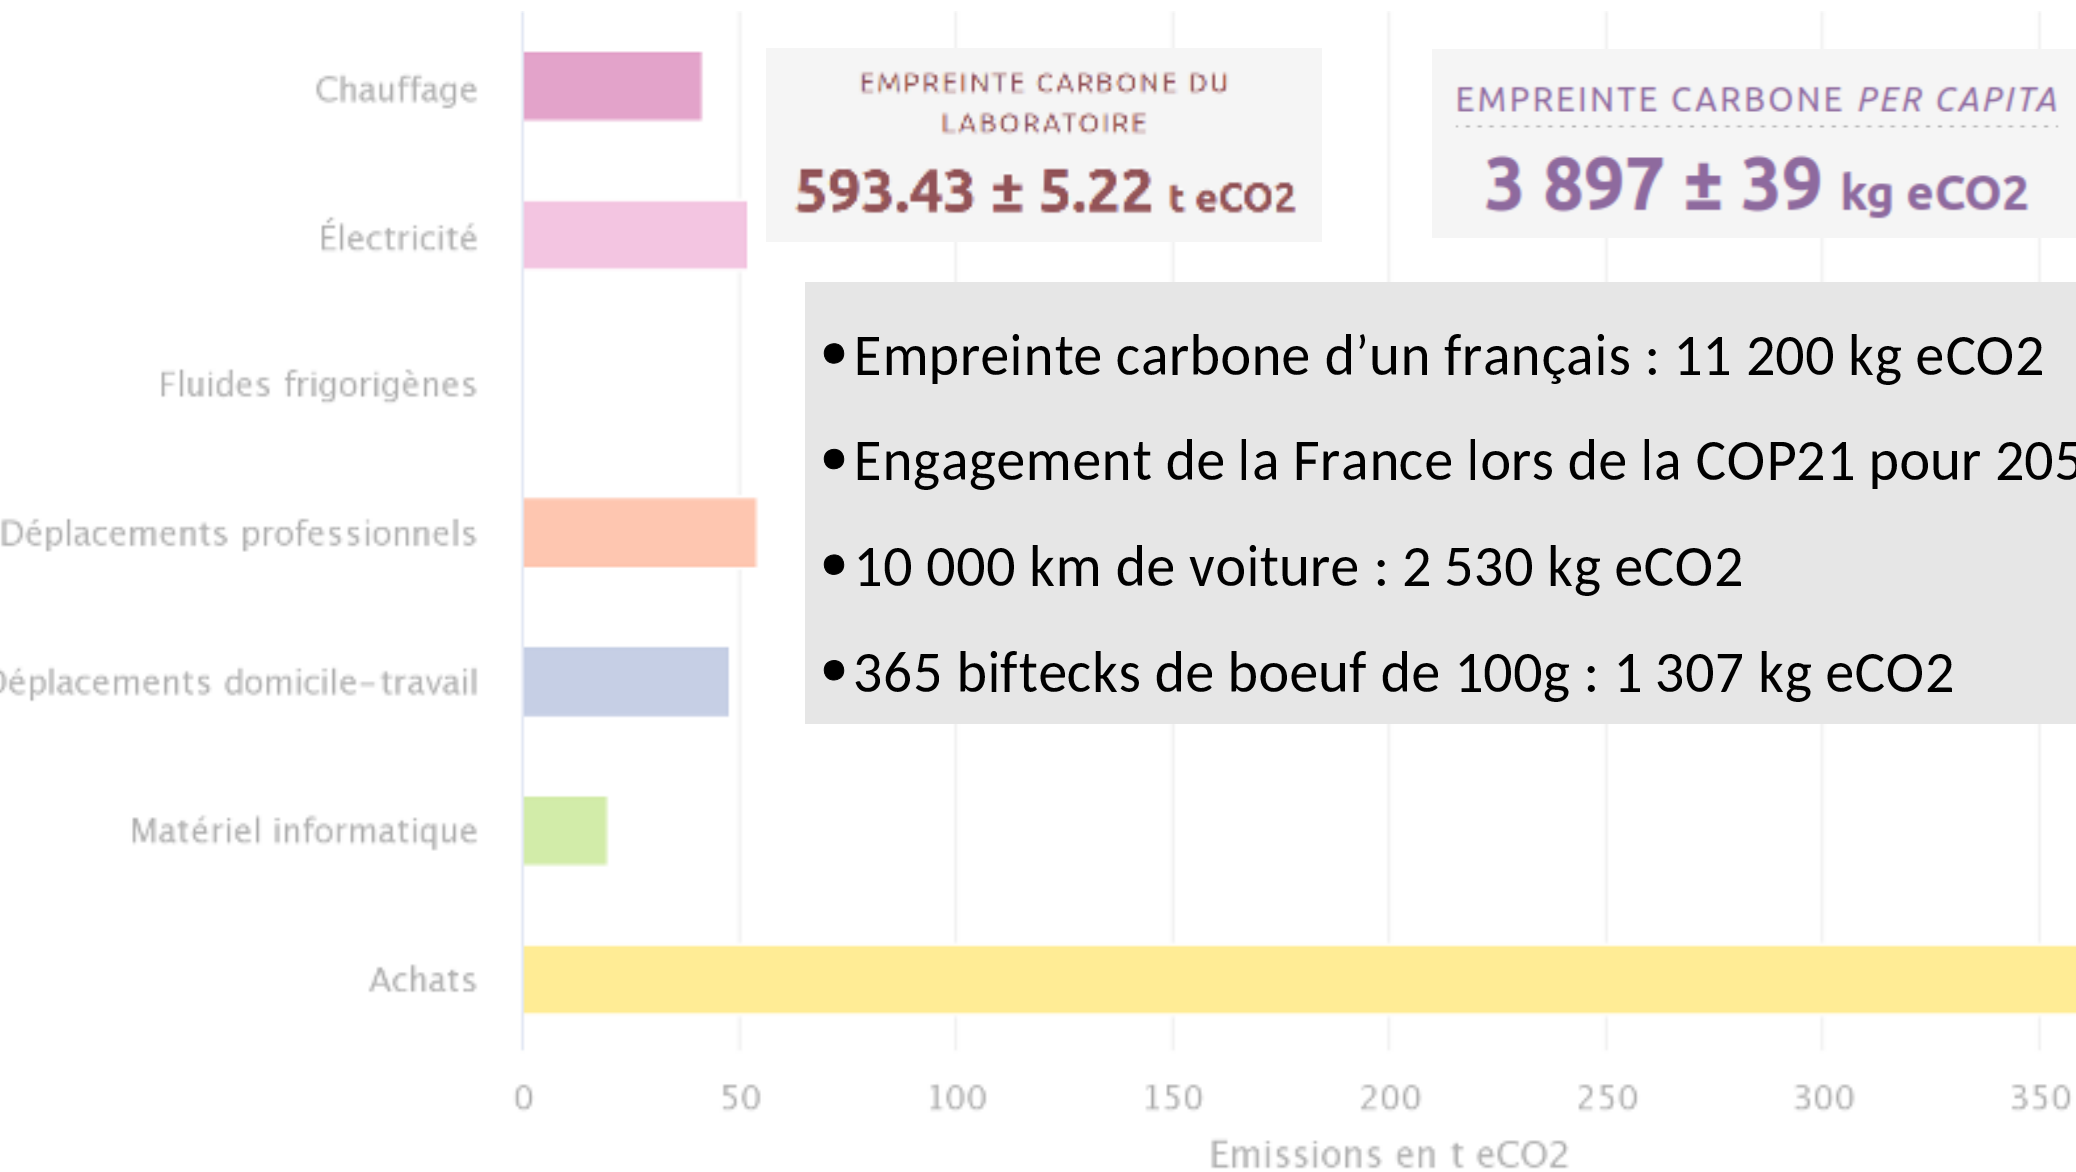 Chauffage
EMPREINTE CARBONE DU
LABORATOIRE
593.43 ± 5.22 t eCO2
EMPREINTE CARBONE PER CAPITA
3 897 ± 39 kg eCO2
Électricité
Fluides frigorigènes
•Empreinte carbone d’un français : 11 200 kg eCO2
•Engagement de la France lors de la COP21 pour 205
•10 000 km de voiture : 2 530 kg eCO2
•365 biftecks de boeuf de 100g : 1 307 kg eCO2
Déplacements professionnels
Déplacements domicile-travail
Matériel informatique
Achats
0 50 100 150 200 250 300 350
Emissions en t eCO2